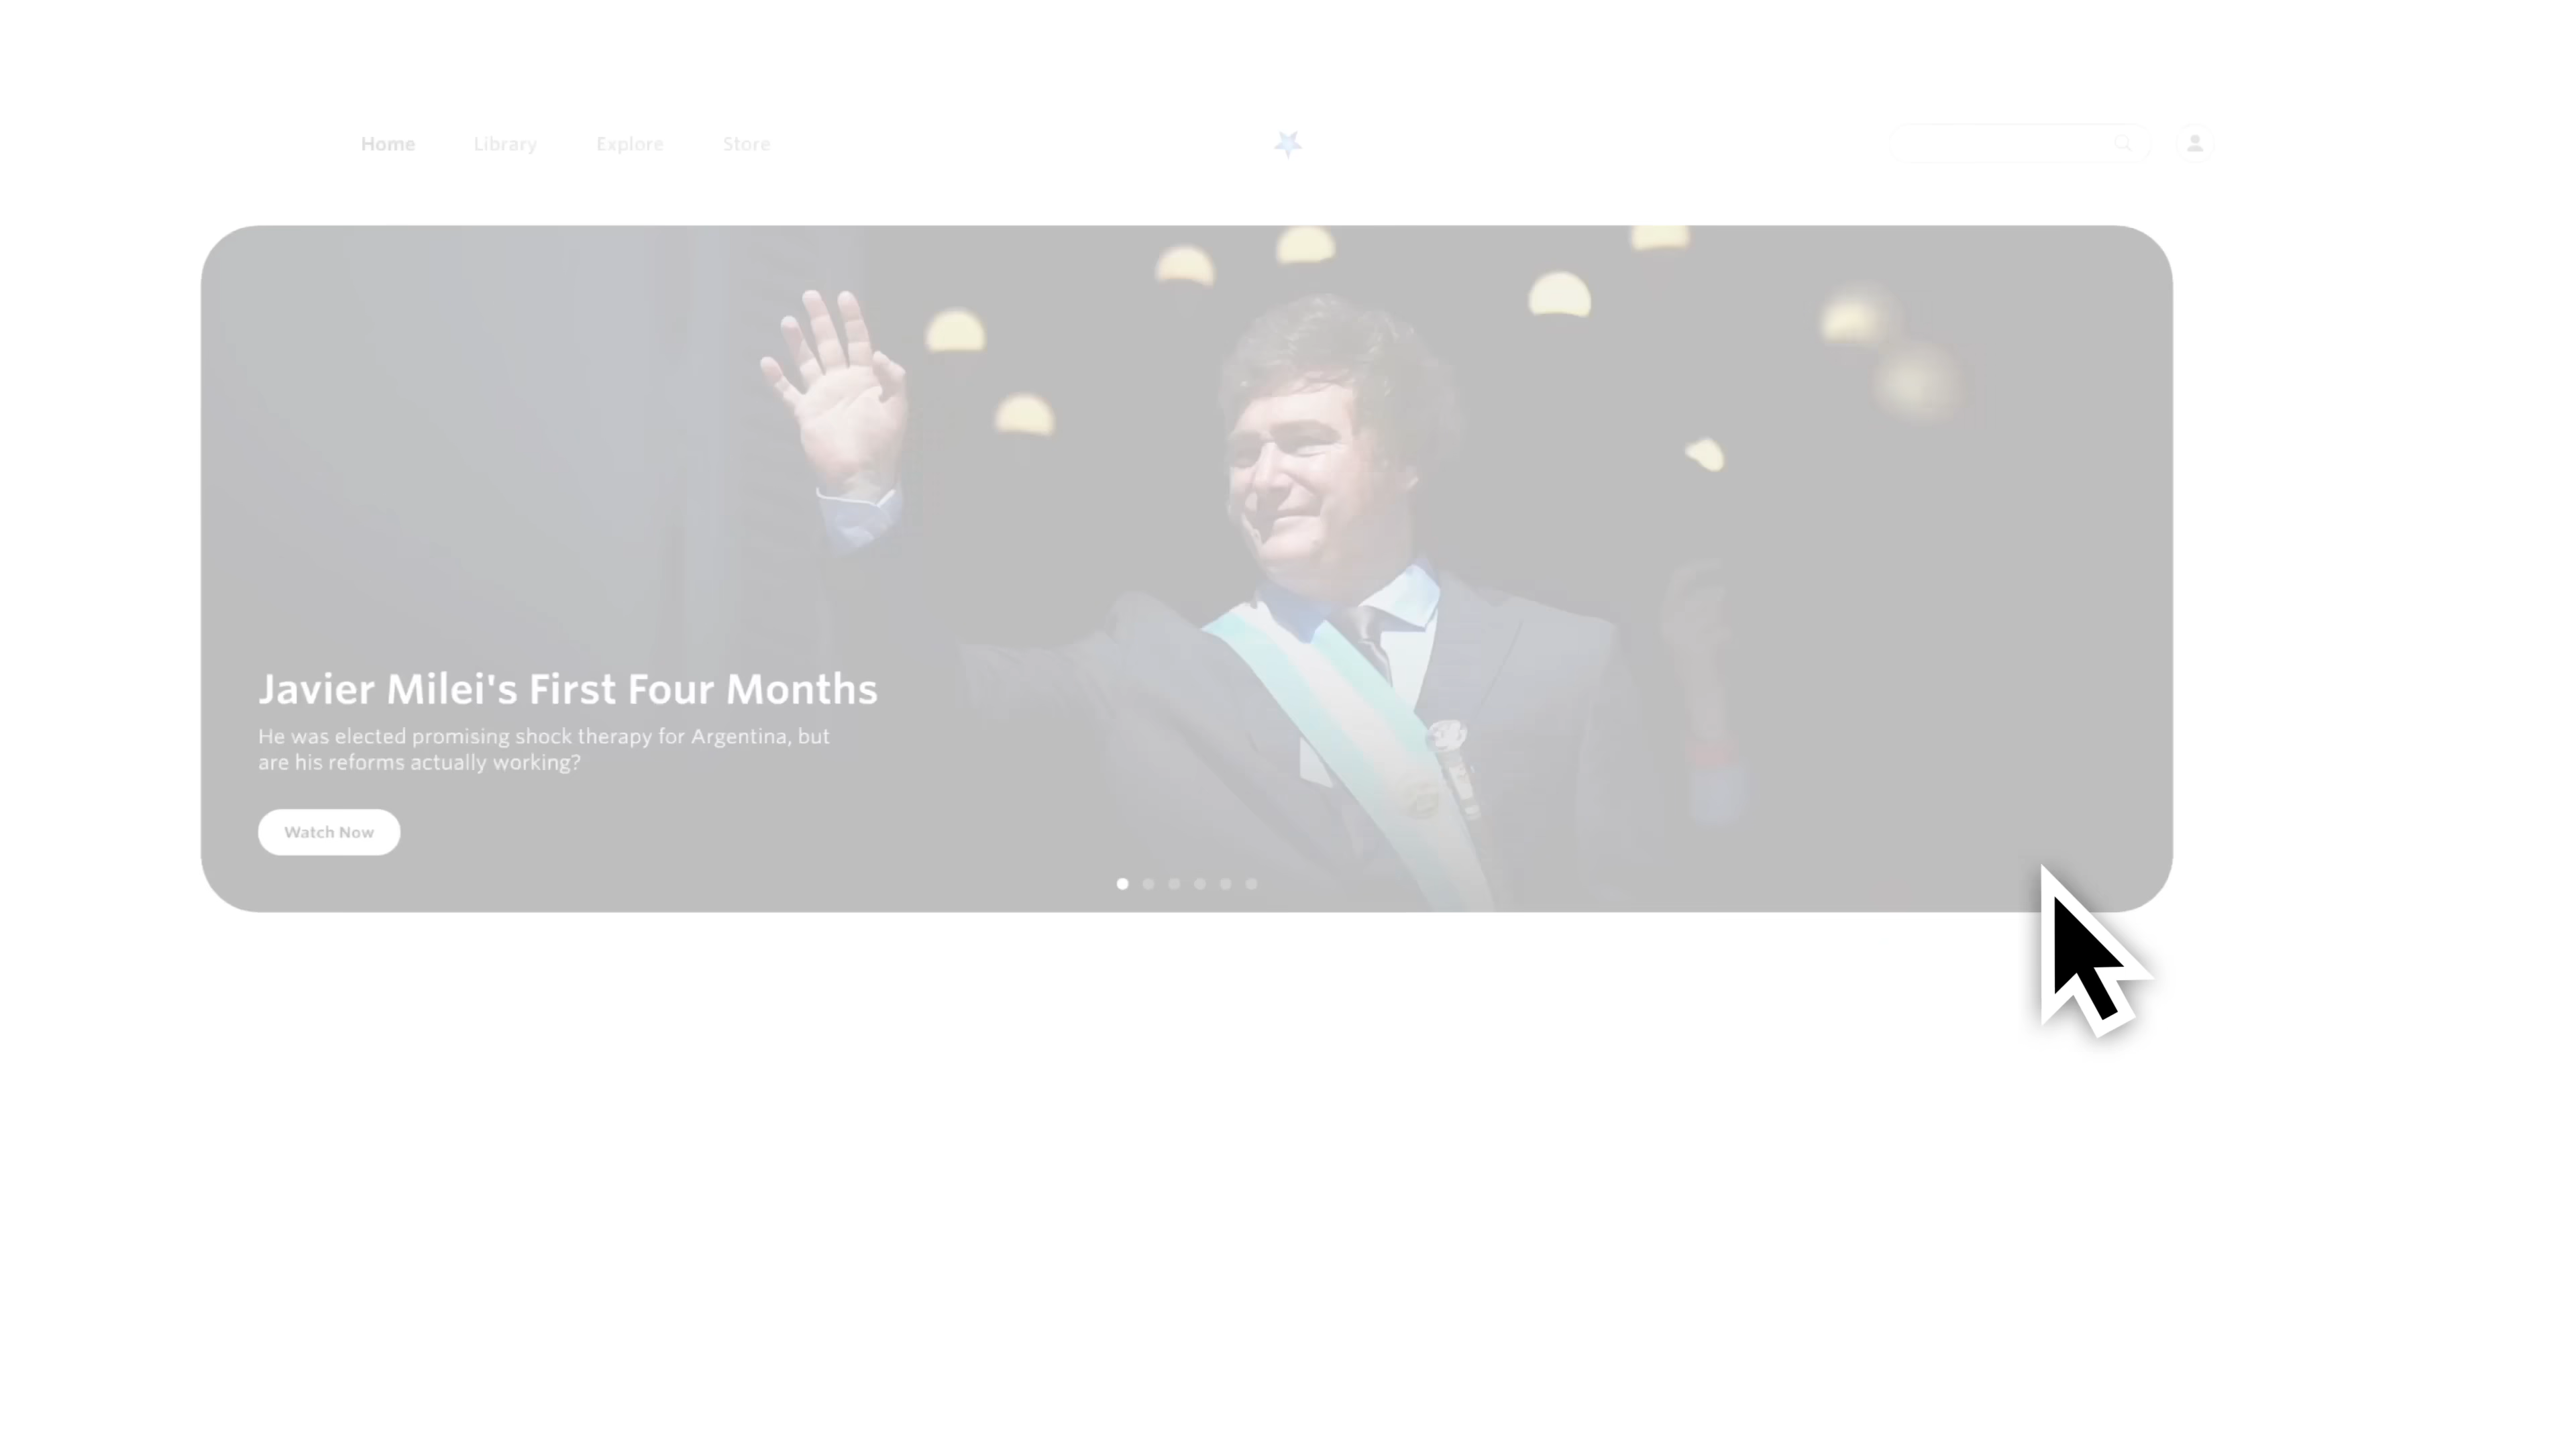 Home
Library
Explore
Store
Javier Milei's First Four Months
He was elected promising shock therapy for Argentina, but
are his reforms actually working?
Watch Now